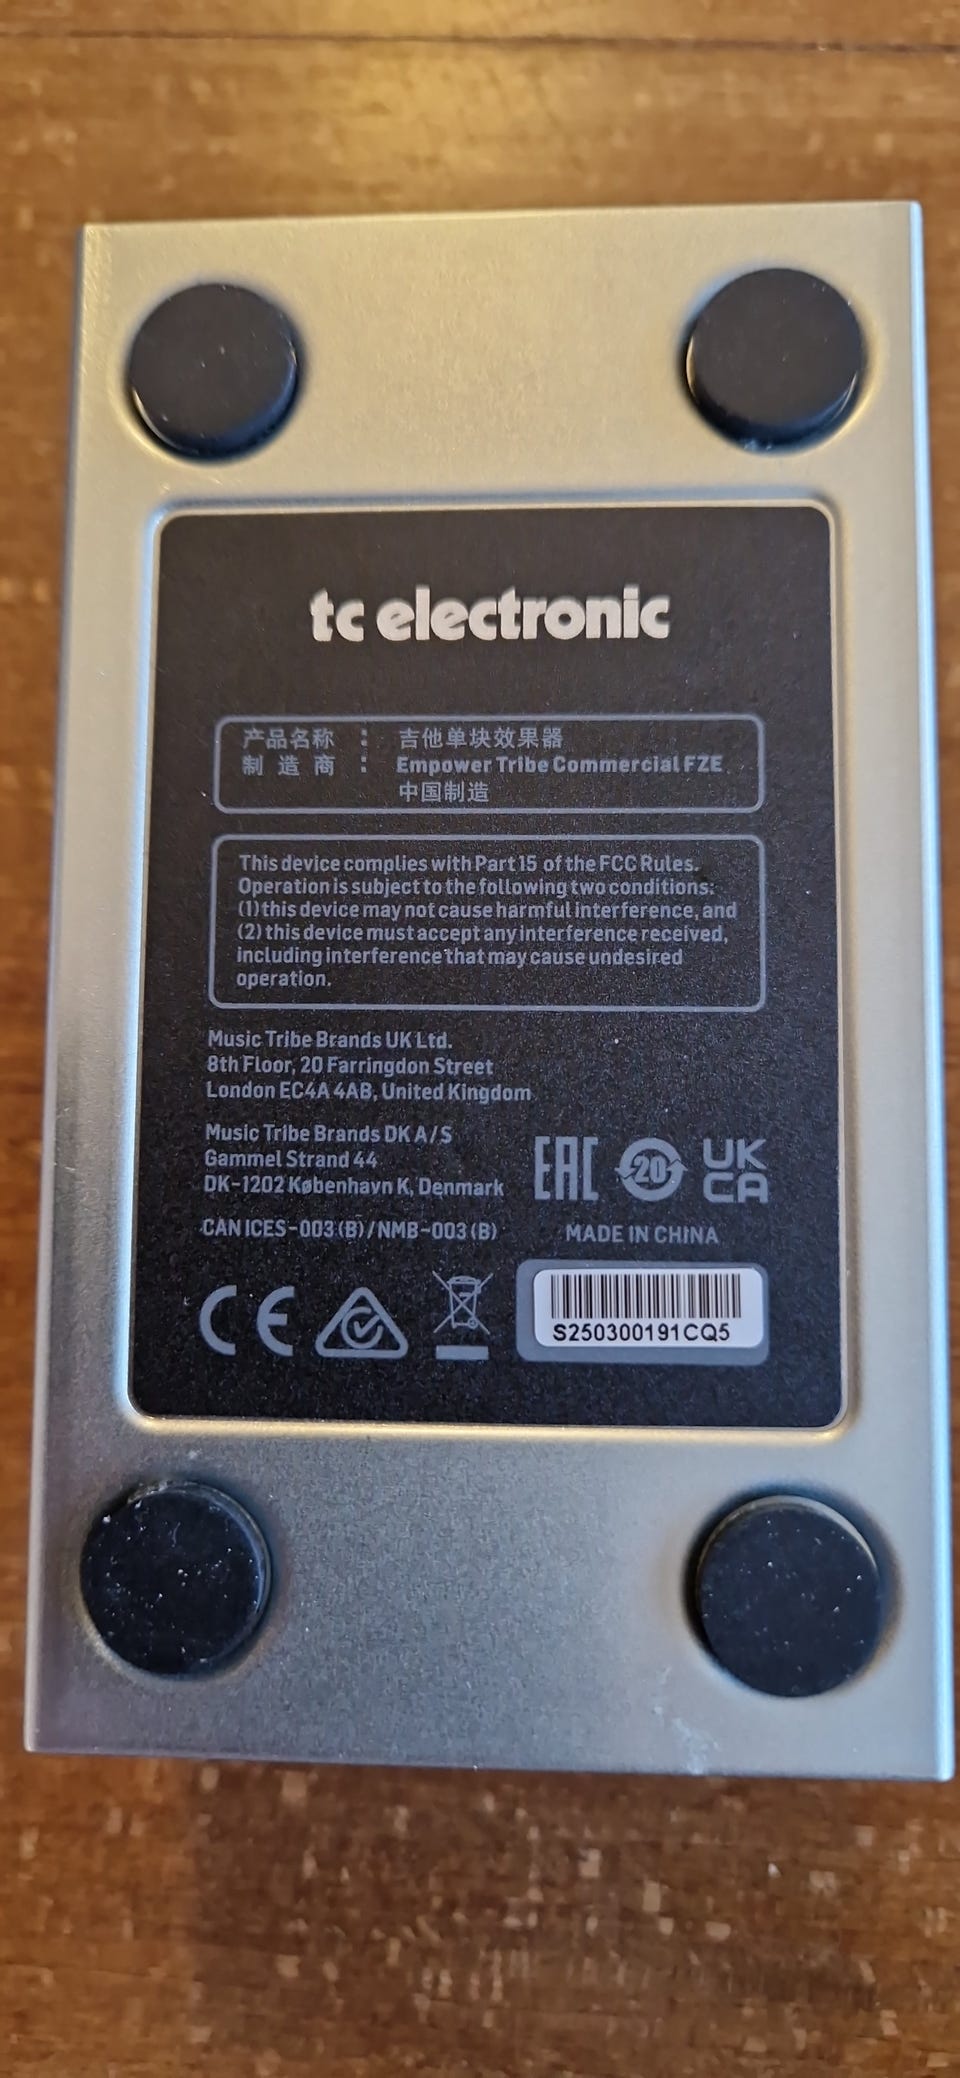 tc electronic
产品名称 : 吉他单块效果器
制 造 商 : Empower Tribe Commercial FZE
中国制造
This device complies with Part 15 of the FCC Rules.
Operation is subject to the following two conditions:
(1) this device may not cause harmful interference, and
(2) this device must accept any interference received,
including interference that may cause undesired
operation.
Music Tribe Brands UK Ltd.
8th Floor, 20 Farringdon Street
London EC4A 4AB, United Kingdom
Music Tribe Brands DK A/S
Gammel Strand 44
DK-1202 København K, Denmark
EAC 20 UK
CA
CAN ICES-003 (B)/NMB-003 (B)
MADE IN CHINA
CE
S250300191CQ5